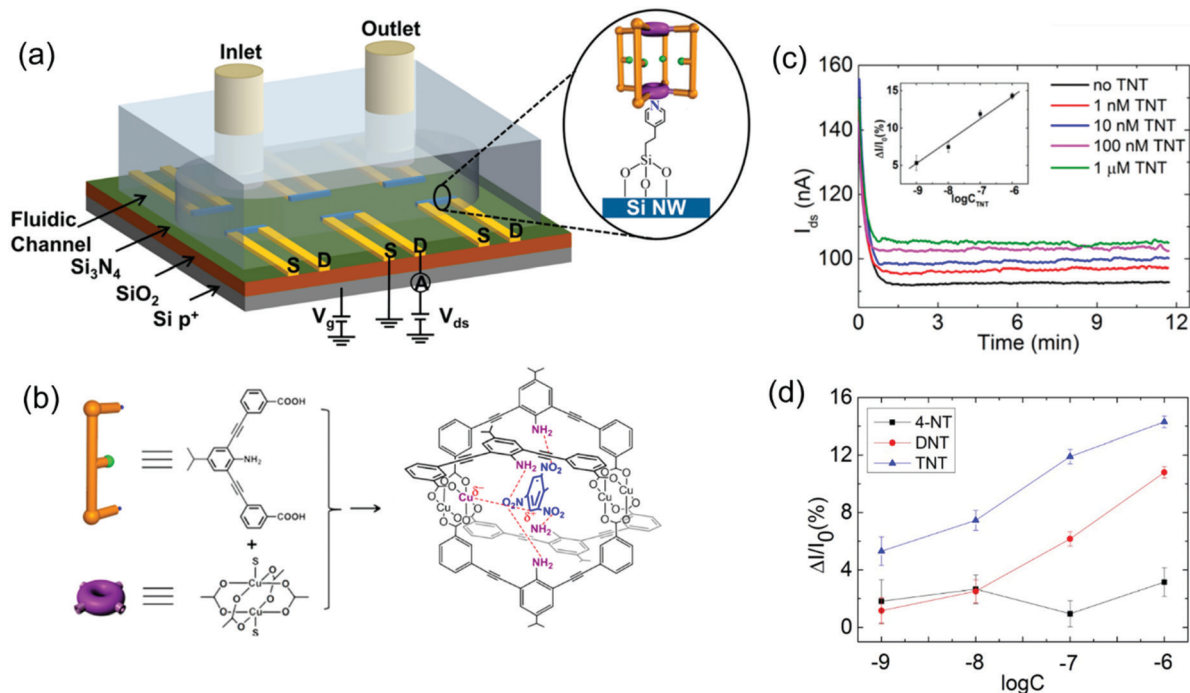 (a)
Inlet
Outlet
Fluidic
Channel
Si3N4
SiO2
Si p+
S
D
S
D
S
D
A
Vg
Vds
N
Si
O
O
O
Si NW
(b)
COOH
NH2
COOH
+
S
O
Cu
O
O
O
O
O
O
Cu
O
S
NH2
NH2
NO2
O2N
NO2
NH2
NH2
δ−
δ+
Cu
Cu
Cu
Cu
(c)
160
140
120
100
Ids (nA)
0
3
6
9
12
Time (min)
no TNT
1 nM TNT
10 nM TNT
100 nM TNT
1 μM TNT
15
10
5
ΔI/I0(%)
-9
-8
-7
-6
logCTNT
(d)
16
12
8
4
0
ΔI/I0(%)
-9
-8
-7
-6
logC
4-NT
DNT
TNT